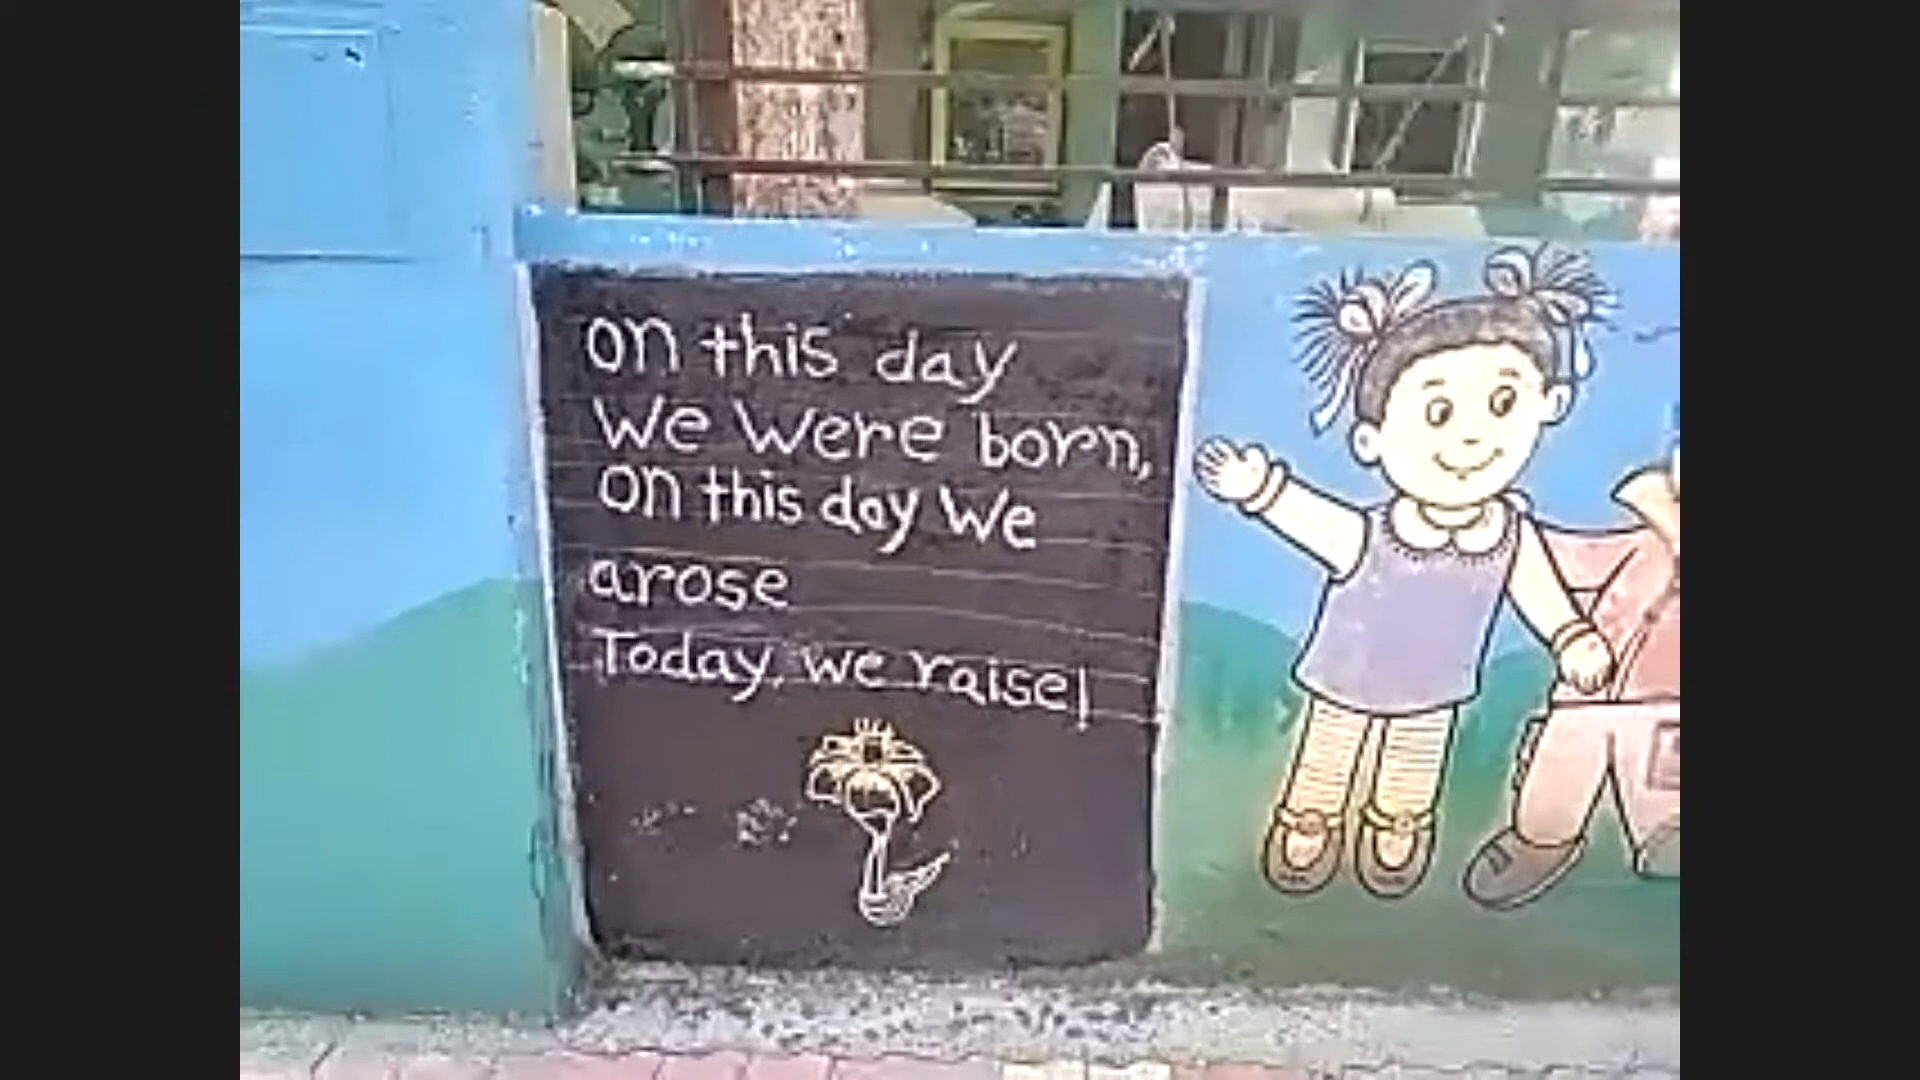 on this day
we were born,
on this day we
arose
Today, we raise!